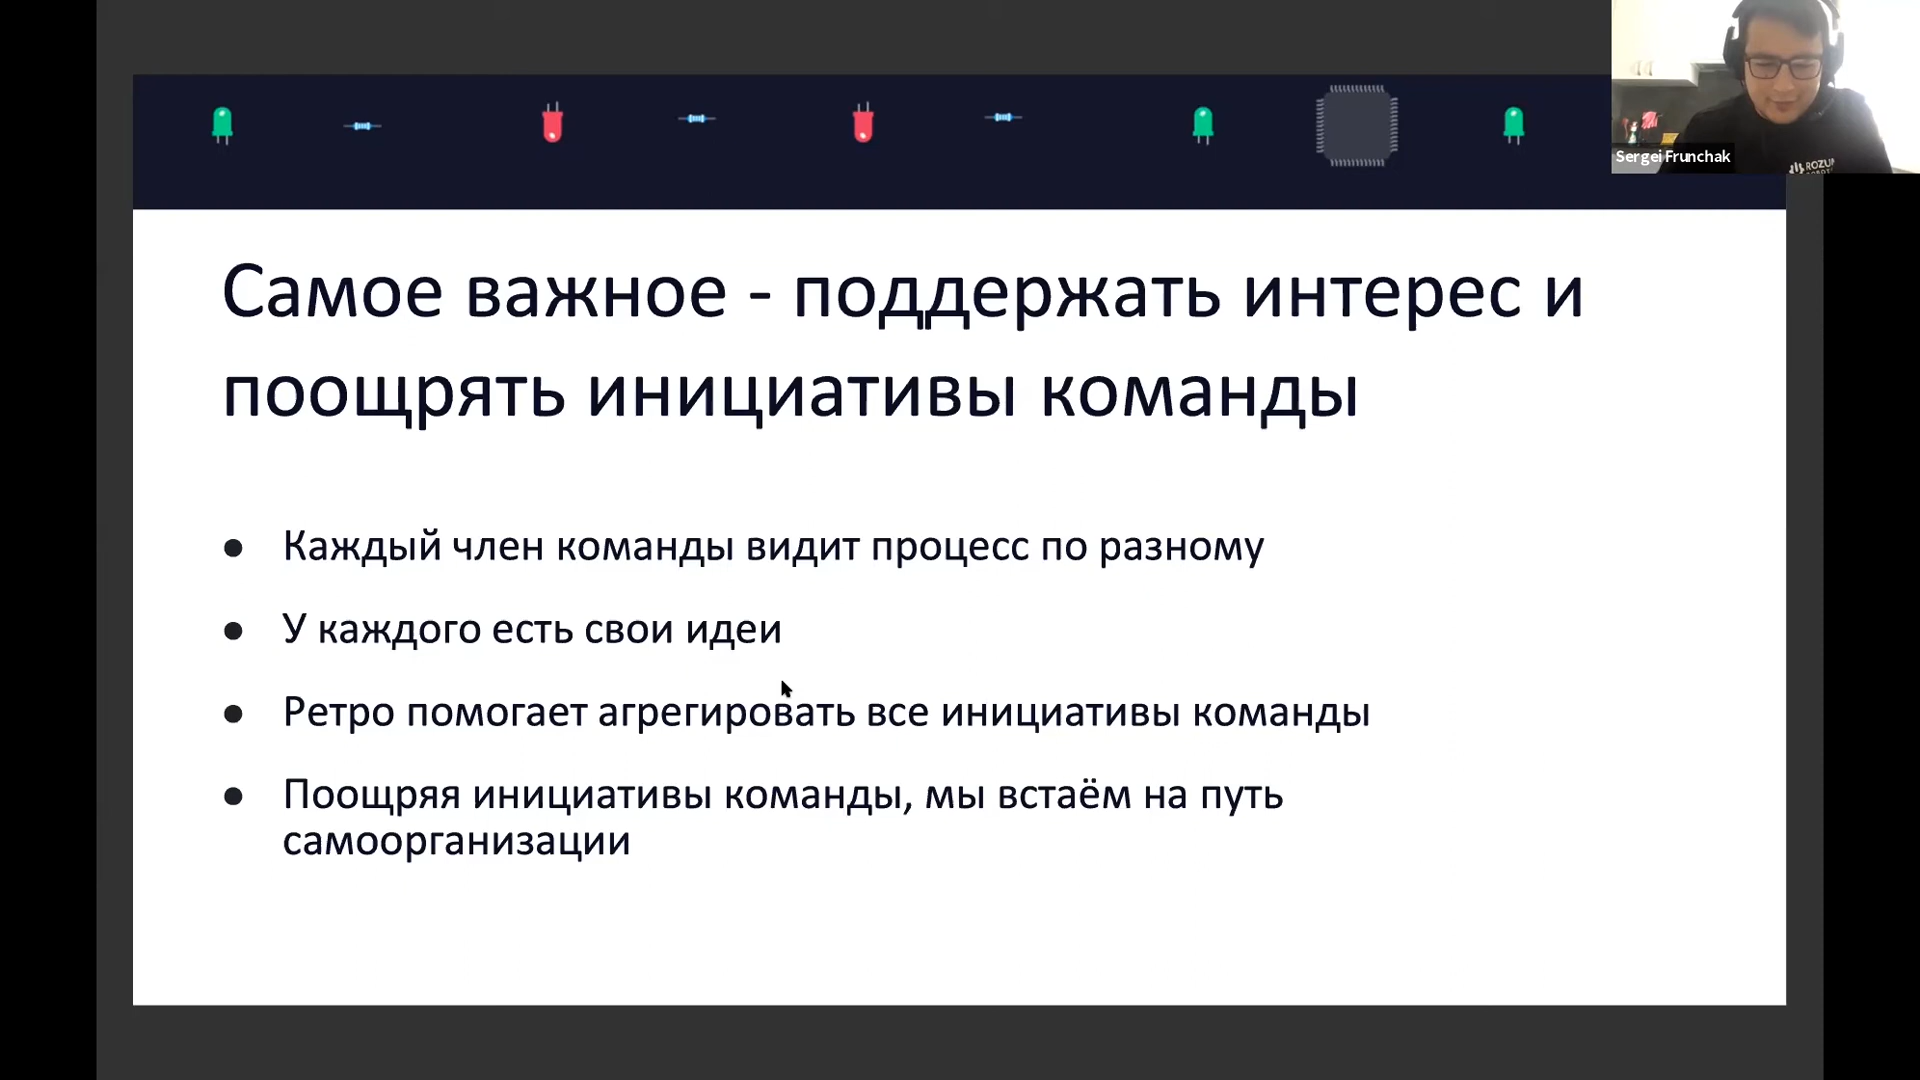 Sergei Frunchak
ROZUM
Самое важное - поддержать интерес и
поощрять инициативы команды
● Каждый член команды видит процесс по разному
● У каждого есть свои идеи
● Ретро помогает агрегировать все инициативы команды
● Поощряя инициативы команды, мы встаём на путь
самоорганизации